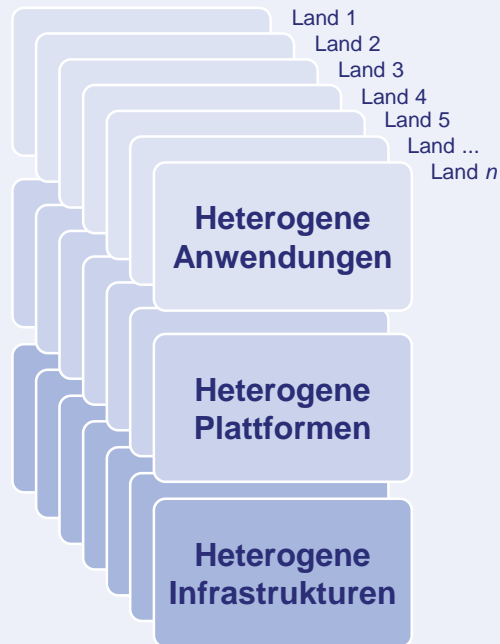 Land 1
Land 2
Land 3
Land 4
Land 5
Land ...
Land n
Heterogene
Anwendungen
Heterogene
Plattformen
Heterogene
Infrastrukturen